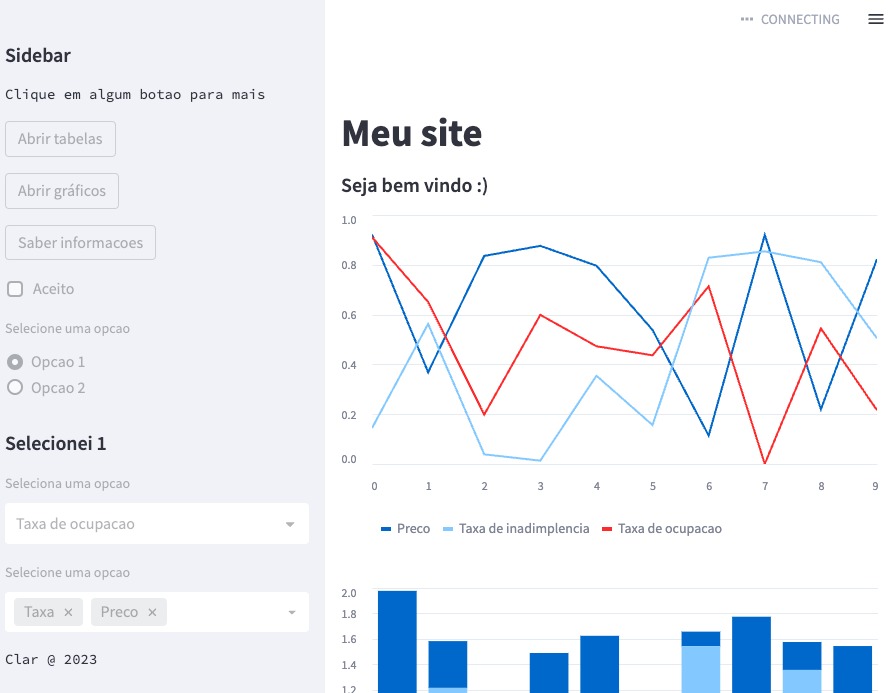 CONNECTING
Sidebar
Clique em algum botao para mais
Abrir tabelas
Abrir gráficos
Saber informacoes
Aceito
Selecione uma opcao
Opcao 1
Opcao 2
Selecionei 1
Seleciona uma opcao
Taxa de ocupacao
Selecione uma opcao
Taxa × Preco ×
Clar @ 2023
Meu site
Seja bem vindo :)
1.0
0.8
0.6
0.4
0.2
0.0
0 1 2 3 4 5 6 7 8 9
Preco Taxa de inadimplencia Taxa de ocupacao
2.0
1.8
1.6
1.4
1.2